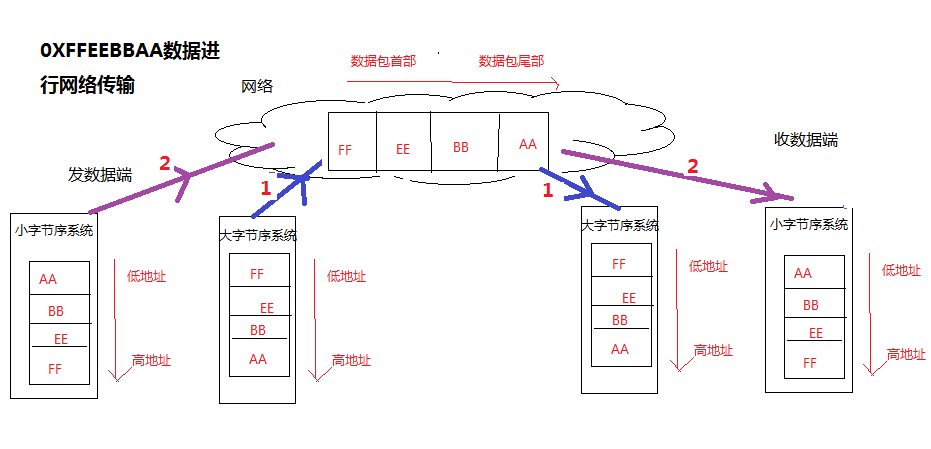 0XFFEEBBAA数据进
行网络传输
网络
数据包首部
数据包尾部
FF
EE
BB
AA
收数据端
发数据端
2
1
1
2
小字节序系统
AA
BB
EE
FF
低地址
高地址
大字节序系统
FF
EE
BB
AA
低地址
高地址
大字节序系统
FF
EE
BB
AA
低地址
高地址
小字节序系统
AA
BB
EE
FF
低地址
高地址